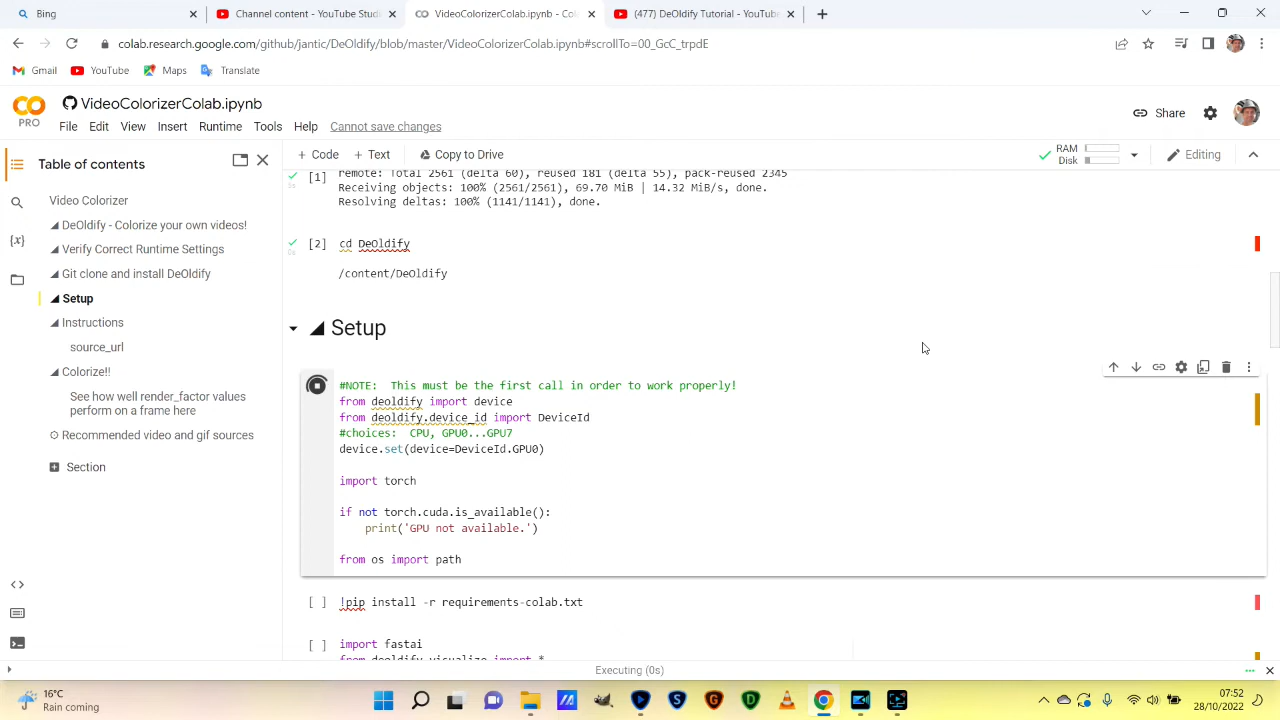 Bing
Channel content - YouTube Studi
VideoColorizerColab.ipynb - Col
(477) DeOldify Tutorial - YouTube
colab.research.google.com/github/jantic/DeOldify/blob/master/VideoColorizerColab.ipynb#scrollTo=00_GcC_trpdE
Gmail
YouTube
Maps
Translate
CO
PRO
VideoColorizerColab.ipynb
File
Edit
View
Insert
Runtime
Tools
Help
Cannot save changes
Share
Table of contents
+ Code
+ Text
Copy to Drive
RAM
Disk
Editing
Video Colorizer
DeOldify - Colorize your own videos!
Verify Correct Runtime Settings
Git clone and install DeOldify
Setup
Instructions
source_url
Colorize!!
See how well render_factor values
perform on a frame here
Recommended video and gif sources
Section
{x}
[1]
remote: Total 2561 (delta 60), reused 181 (delta 55), pack-reused 2345
Receiving objects: 100% (2561/2561), 69.70 MiB | 14.32 MiB/s, done.
Resolving deltas: 100% (1141/1141), done.
[2] cd DeOldify
/content/DeOldify
Setup
#NOTE:  This must be the first call in order to work properly!
from deoldify import device
from deoldify.device_id import DeviceId
#choices:  CPU, GPU0...GPU7
device.set(device=DeviceId.GPU0)
import torch
if not torch.cuda.is_available():
print('GPU not available.')
from os import path
[ ] !pip install -r requirements-colab.txt
[ ] import fastai
from deoldify.visualize import *
Executing (0s)
16°C
Rain coming
07:52
28/10/2022